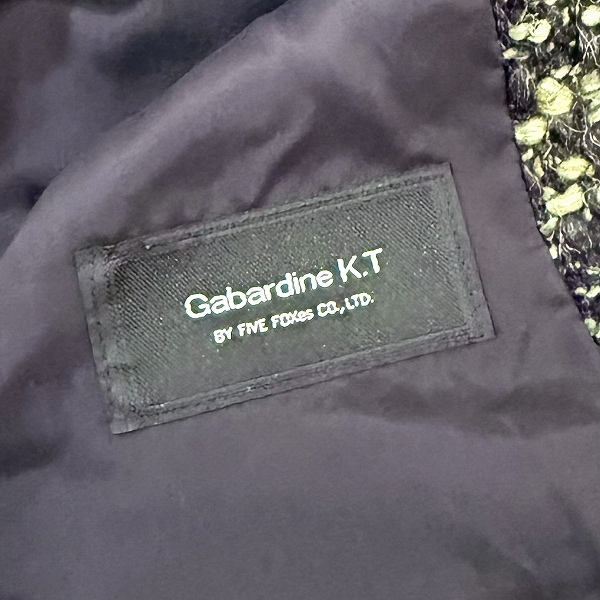 Gabardine K.T
BY FIVE FOXes CO., LTD.